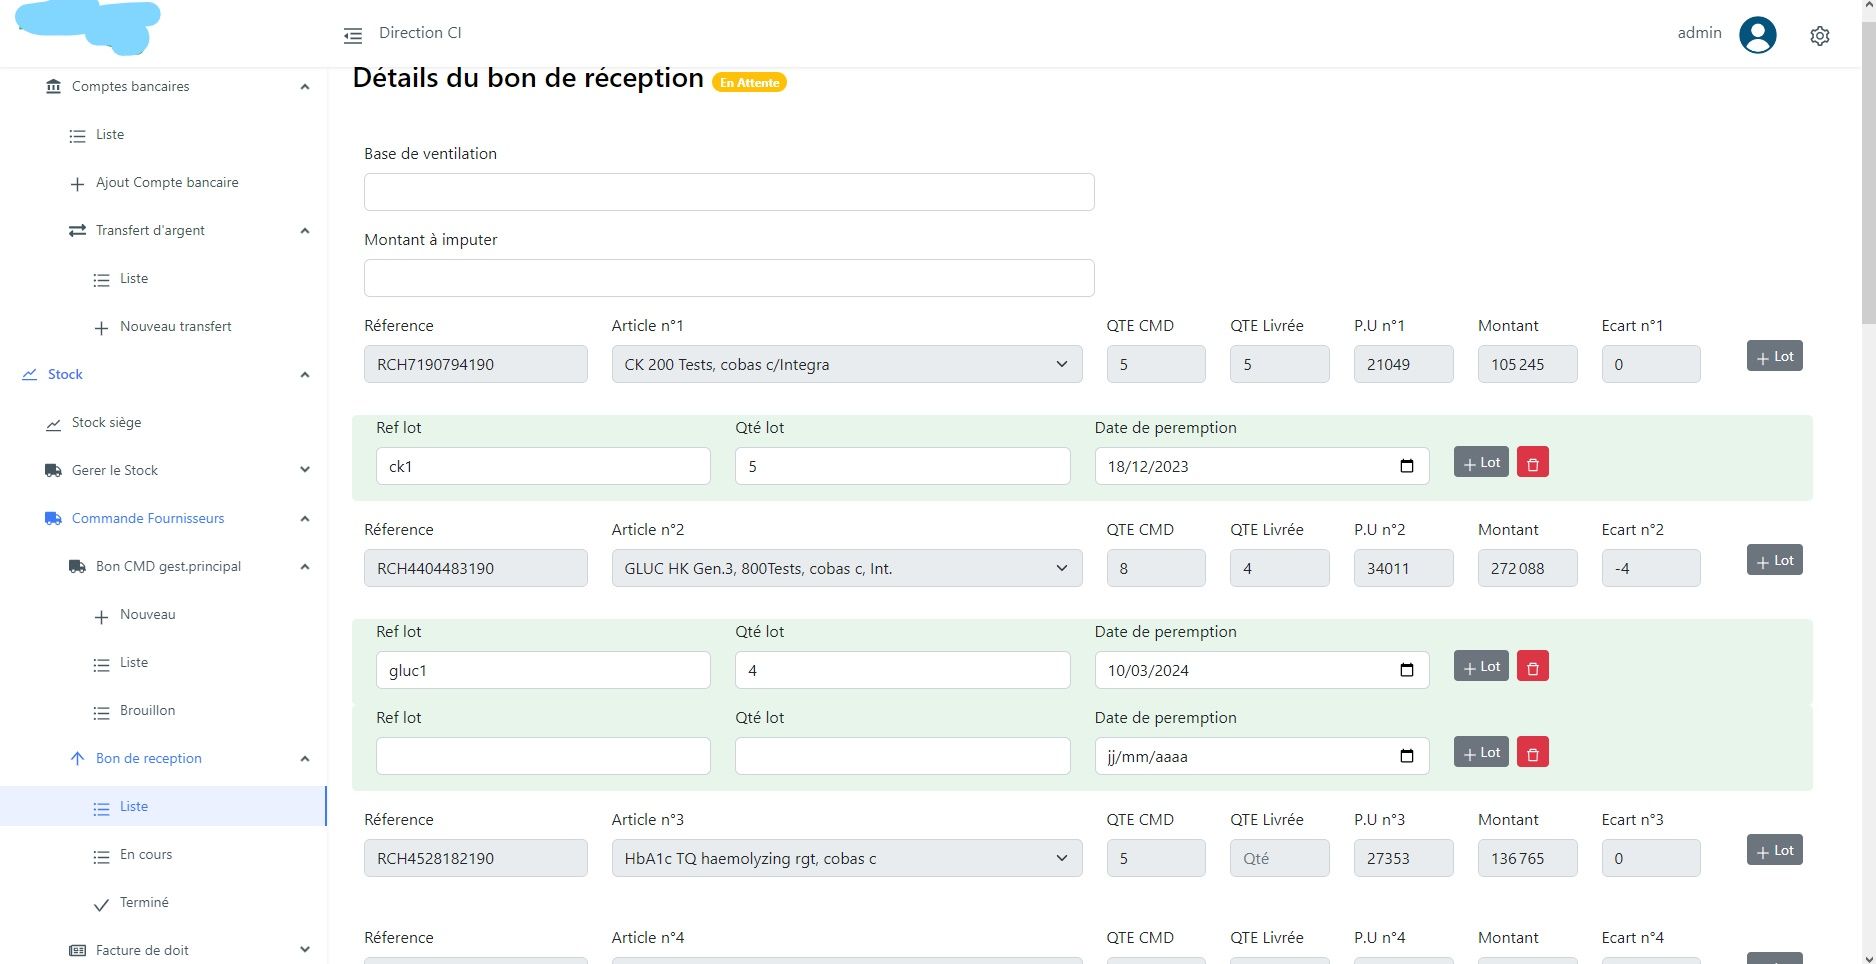 Direction CI
admin
Comptes bancaires
Liste
Ajout Compte bancaire
Transfert d'argent
Liste
Nouveau transfert
Stock
Stock siège
Gerer le Stock
Commande Fournisseurs
Bon CMD gest.principal
Nouveau
Liste
Brouillon
Bon de reception
Liste
En cours
Terminé
Facture de doit
Détails du bon de réception En Attente
Base de ventilation
Montant à imputer
Réference Article n°1 QTE CMD QTE Livrée P.U n°1 Montant Ecart n°1
RCH7190794190 CK 200 Tests, cobas c/Integra 5 5 21049 105 245 0 + Lot
Ref lot Qté lot Date de peremption
ck1 5 18/12/2023 + Lot
Réference Article n°2 QTE CMD QTE Livrée P.U n°2 Montant Ecart n°2
RCH4404483190 GLUC HK Gen.3, 800Tests, cobas c, Int. 8 4 34011 272 088 -4 + Lot
Ref lot Qté lot Date de peremption
gluc1 4 10/03/2024 + Lot
Ref lot Qté lot Date de peremption
jj/mm/aaaa + Lot
Réference Article n°3 QTE CMD QTE Livrée P.U n°3 Montant Ecart n°3
RCH4528182190 HbA1c TQ haemolyzing rgt, cobas c 5 Qté 27353 136 765 0 + Lot
Réference Article n°4 QTE CMD QTE Livrée P.U n°4 Montant Ecart n°4